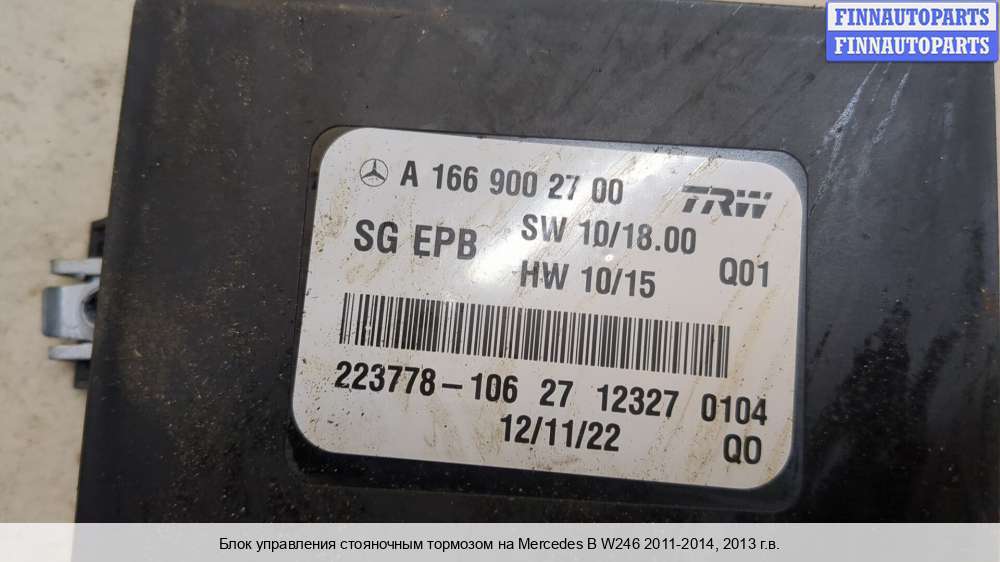 FINNAUTOPARTS
FINNAUTOPARTS
A 166 900 27 00
TRW
SG EPB
SW 10/18.00
HW 10/15
Q01
223778-106 27 12327 0104
12/11/22
Q0
Блок управления стояночным тормозом на Mercedes B W246 2011-2014, 2013 г.в.